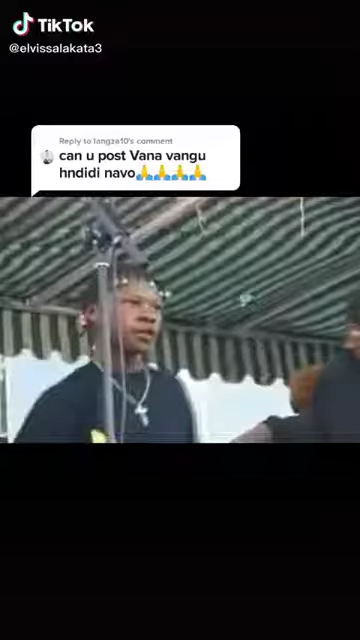 TikTok
@elvissalakata3
Reply to langza10's comment
can u post Vana vangu
hndidi navo🙏🙏🙏🙏